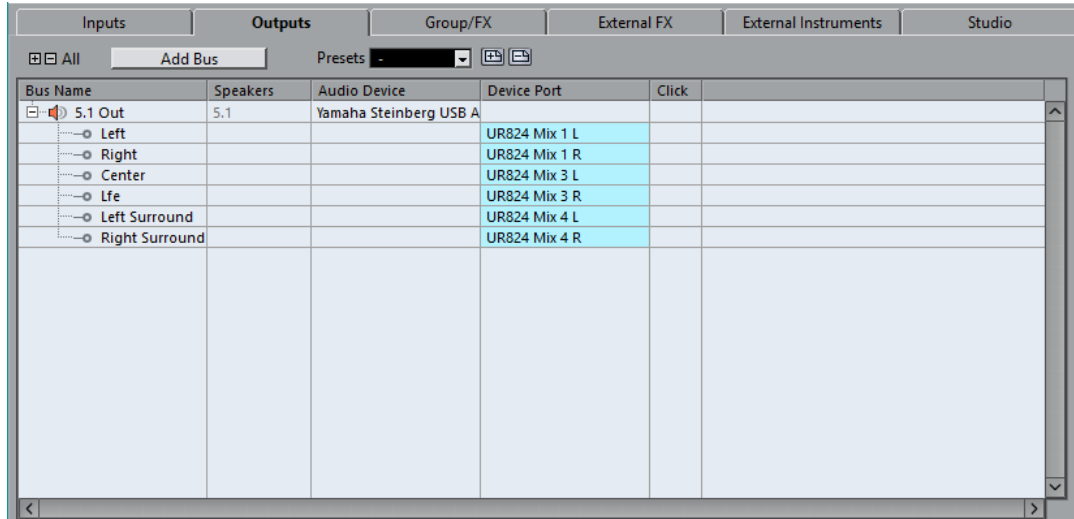 Inputs Outputs Group/FX External FX External Instruments Studio
All Add Bus Presets -
Bus Name Speakers Audio Device Device Port Click
5.1 Out 5.1 Yamaha Steinberg USB A
Left UR824 Mix 1 L
Right UR824 Mix 1 R
Center UR824 Mix 3 L
Lfe UR824 Mix 3 R
Left Surround UR824 Mix 4 L
Right Surround UR824 Mix 4 R